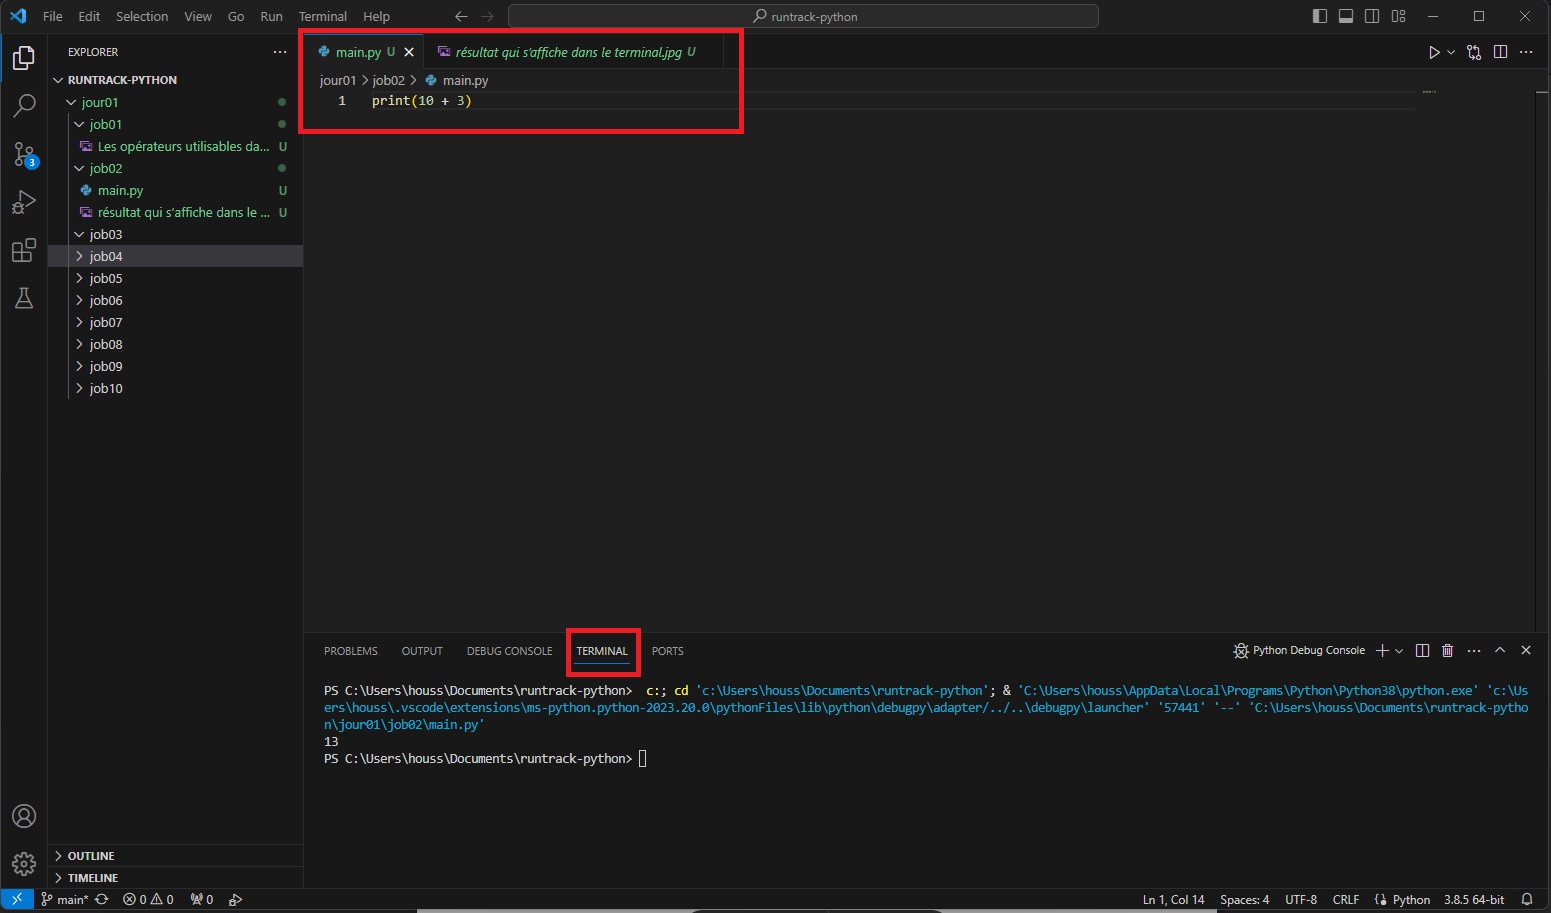 File Edit Selection View Go Run Terminal Help runtrack-python
EXPLORER
RUNTRACK-PYTHON
jour01
job01
Les opérateurs utilisables da... U
job02
main.py U
résultat qui s'affiche dans le ... U
job03
job04
job05
job06
job07
job08
job09
job10
OUTLINE
TIMELINE
main.py U résultat qui s'affiche dans le terminal.jpg U
jour01 > job02 > main.py
1 print(10 + 3)
PROBLEMS OUTPUT DEBUG CONSOLE TERMINAL PORTS Python Debug Console
PS C:\Users\houss\Documents\runtrack-python> c:; cd 'c:\Users\houss\Documents\runtrack-python'; & 'C:\Users\houss\AppData\Local\Programs\Python\Python38\python.exe' 'c:\Us
ers\houss\.vscode\extensions\ms-python.python-2023.20.0\pythonFiles\lib\python\debugpy\adapter/../..\debugpy\launcher' '57441' '--' 'C:\Users\houss\Documents\runtrack-pytho
n\jour01\job02\main.py'
13
PS C:\Users\houss\Documents\runtrack-python>
3
main* 0 0 0 Ln 1, Col 14 Spaces: 4 UTF-8 CRLF Python 3.8.5 64-bit